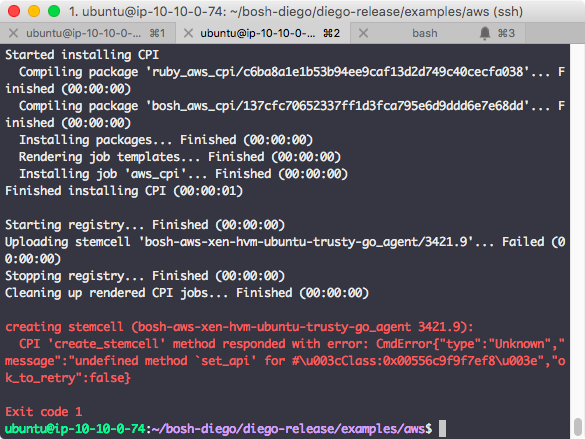 1. ubuntu@ip-10-10-0-74: ~/bosh-diego/diego-release/examples/aws (ssh)
ubuntu@ip-10-10-0-... ⌘1
ubuntu@ip-10-10-0-... ⌘2
bash ⌘3
Started installing CPI
  Compiling package 'ruby_aws_cpi/c6ba8a1e1b53b94ee9caf13d2d749c40cecfa038'... F
inished (00:00:00)
  Compiling package 'bosh_aws_cpi/137cfc70652337ff1d3fca795e6d9ddd6e7e68dd'... F
inished (00:00:00)
  Installing packages... Finished (00:00:00)
  Rendering job templates... Finished (00:00:00)
  Installing job 'aws_cpi'... Finished (00:00:00)
Finished installing CPI (00:00:01)
Starting registry... Finished (00:00:00)
Uploading stemcell 'bosh-aws-xen-hvm-ubuntu-trusty-go_agent/3421.9'... Failed (0
0:00:00)
Stopping registry... Finished (00:00:00)
Cleaning up rendered CPI jobs... Finished (00:00:00)
creating stemcell (bosh-aws-xen-hvm-ubuntu-trusty-go_agent 3421.9):
  CPI 'create_stemcell' method responded with error: CmdError{"type":"Unknown","
message":"undefined method `set_api' for #\u003cClass:0x00556c9f9f7ef8\u003e","o
k_to_retry":false}
Exit code 1
ubuntu@ip-10-10-0-74:~/bosh-diego/diego-release/examples/aws$